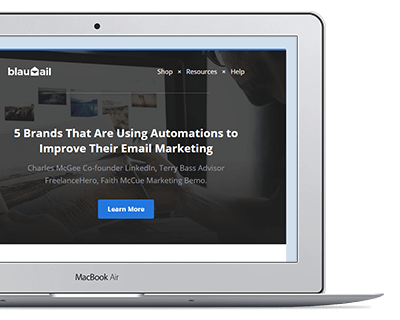 blaumail
Shop × Resources × Help
5 Brands That Are Using Automations to
Improve Their Email Marketing
Charles McGee Co-founder LinkedIn, Terry Bass Advisor
FreelanceHero, Faith McCue Marketing Bemo.
Learn More
MacBook Air